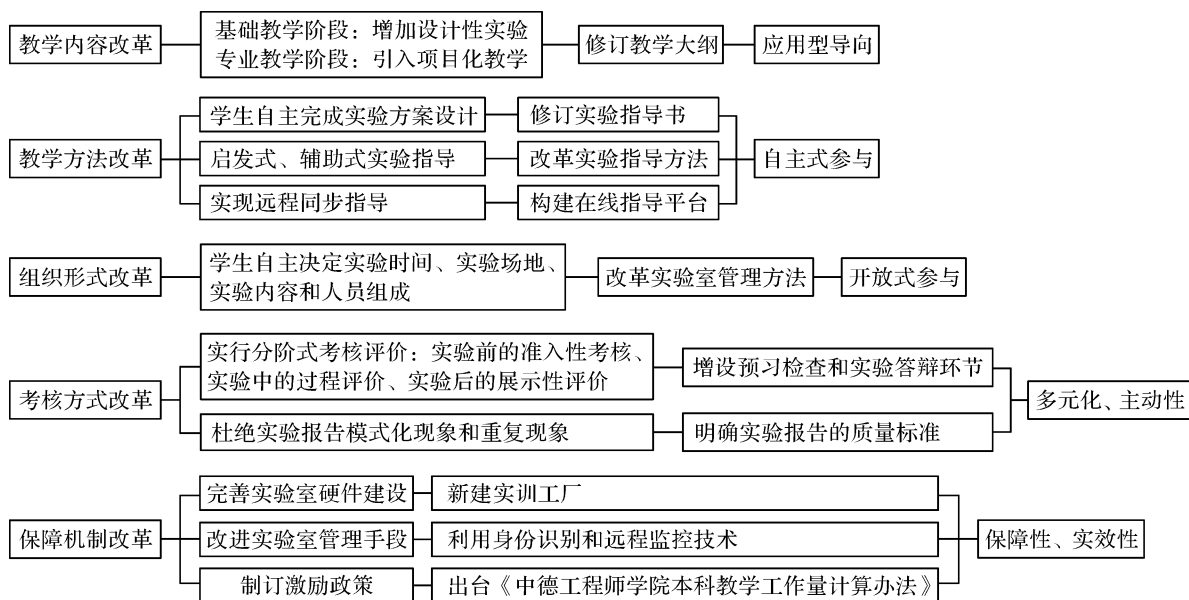 教学内容改革
基础教学阶段：增加设计性实验
专业教学阶段：引入项目化教学
修订教学大纲
应用型导向
教学方法改革
学生自主完成实验方案设计
修订实验指导书
启发式、辅助式实验指导
改革实验指导方法
实现远程同步指导
构建在线指导平台
自主式参与
组织形式改革
学生自主决定实验时间、实验场地、
实验内容和人员组成
改革实验室管理方法
开放式参与
考核方式改革
实行分阶式考核评价：实验前的准入性考核、
实验中的过程评价、实验后的展示性评价
增设预习检查和实验答辩环节
杜绝实验报告模式化现象和重复现象
明确实验报告的质量标准
多元化、主动性
保障机制改革
完善实验室硬件建设
新建实训工厂
改进实验室管理手段
利用身份识别和远程监控技术
制订激励政策
出台《中德工程师学院本科教学工作量计算办法》
保障性、实效性